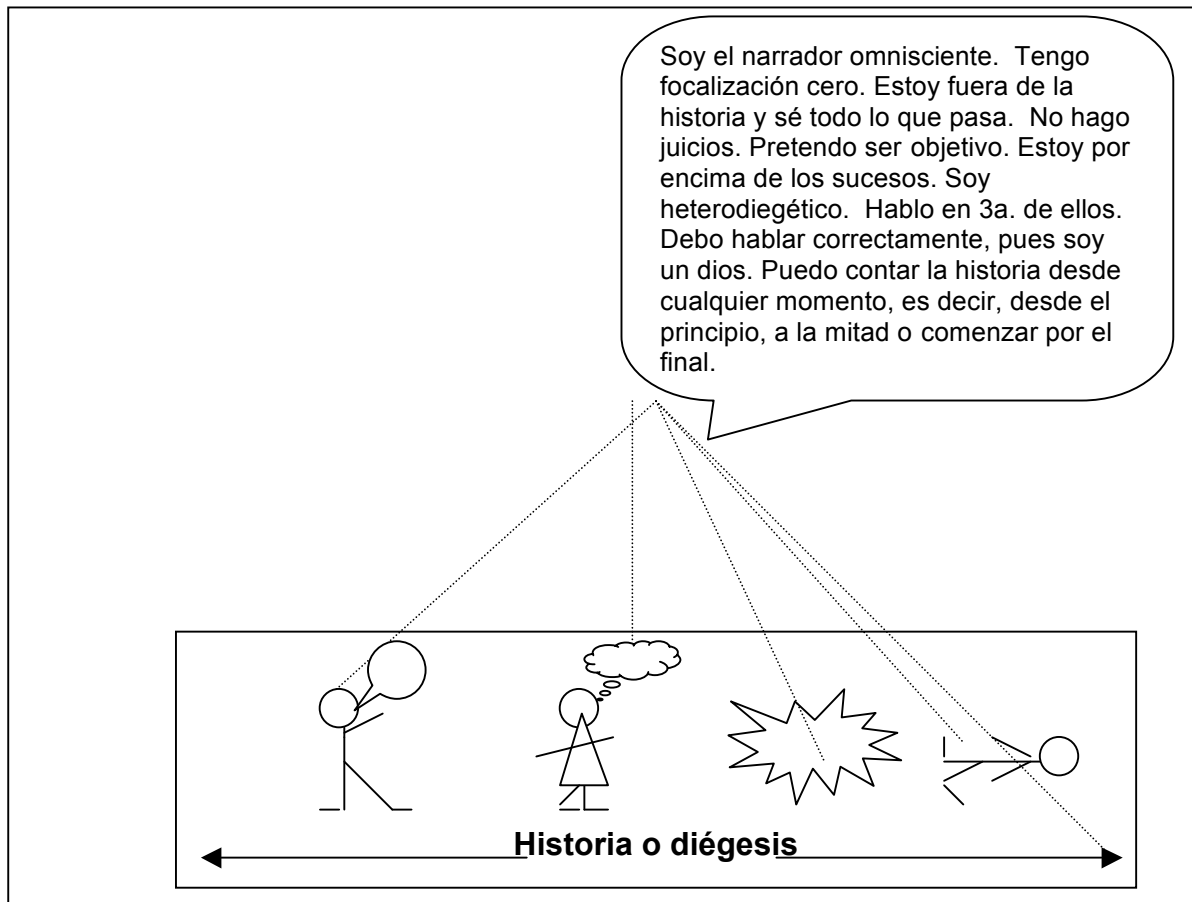 Soy el narrador omnisciente.  Tengo
focalización cero. Estoy fuera de la
historia y sé todo lo que pasa.  No hago
juicios. Pretendo ser objetivo. Estoy por
encima de los sucesos. Soy
heterodiegético.  Hablo en 3a. de ellos.
Debo hablar correctamente, pues soy
un dios. Puedo contar la historia desde
cualquier momento, es decir, desde el
principio, a la mitad o comenzar por el
final.
Historia o diégesis